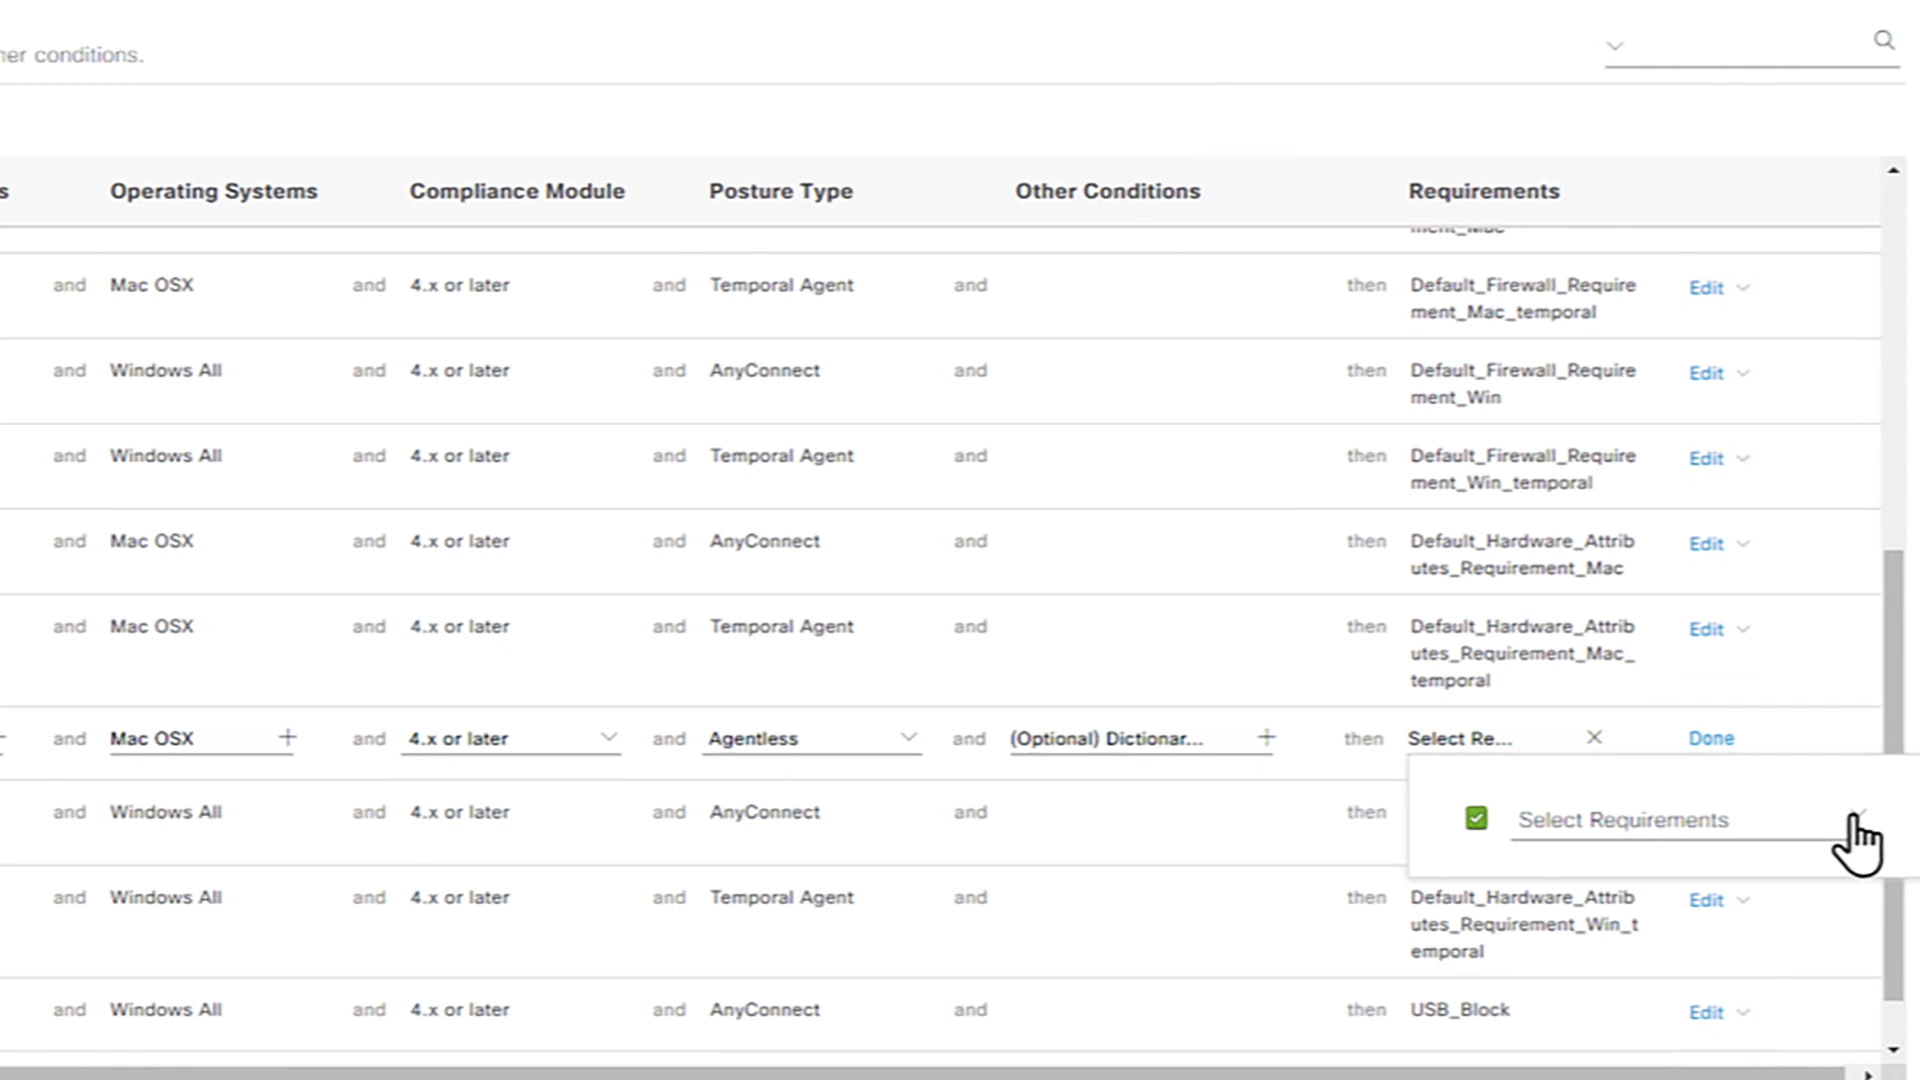 her conditions.
s Operating Systems Compliance Module Posture Type Other Conditions Requirements
ment_Mac
and Mac OSX and 4.x or later and Temporal Agent and then Default_Firewall_Require Edit
ment_Mac_temporal
and Windows All and 4.x or later and AnyConnect and then Default_Firewall_Require Edit
ment_Win
and Windows All and 4.x or later and Temporal Agent and then Default_Firewall_Require Edit
ment_Win_temporal
and Mac OSX and 4.x or later and AnyConnect and then Default_Hardware_Attrib Edit
utes_Requirement_Mac
and Mac OSX and 4.x or later and Temporal Agent and then Default_Hardware_Attrib Edit
utes_Requirement_Mac_
temporal
and Mac OSX + and 4.x or later and Agentless and (Optional) Dictionar... + then Select Re... Done
and Windows All and 4.x or later and AnyConnect and then
Select Requirements
and Windows All and 4.x or later and Temporal Agent and then Default_Hardware_Attrib Edit
utes_Requirement_Win_t
emporal
and Windows All and 4.x or later and AnyConnect and then USB_Block Edit